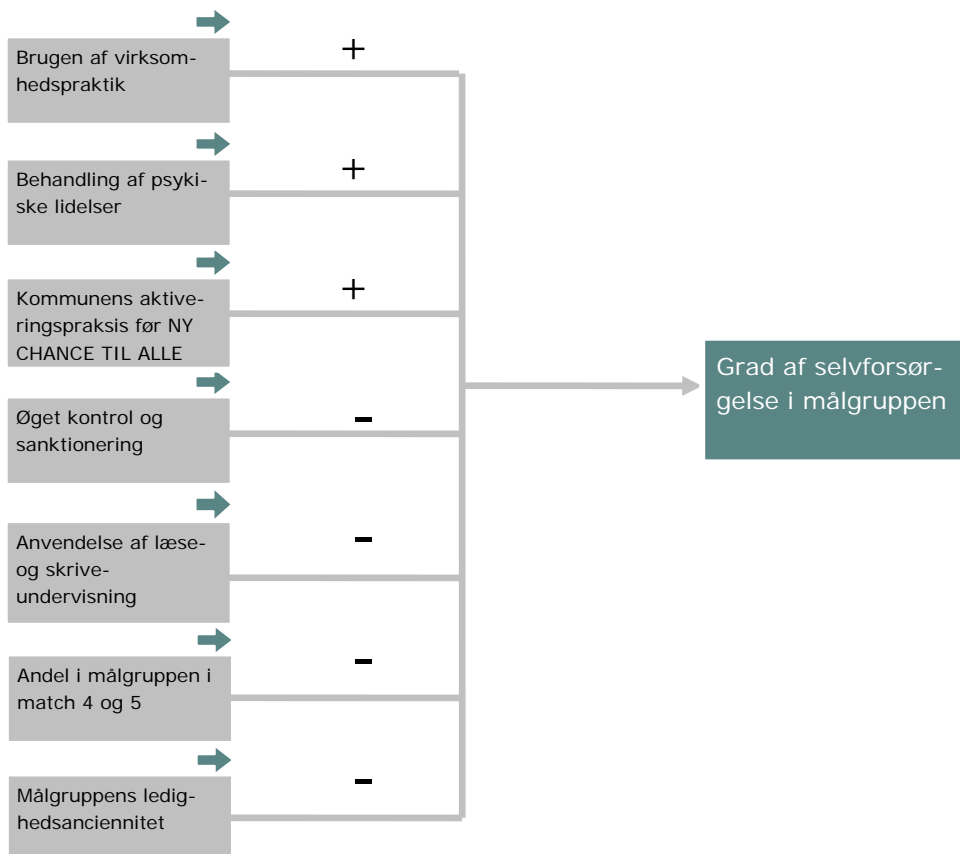 Brugen af virksom-
hedspraktik
+
Behandling af psyki-
ske lidelser
+
Kommunens aktive-
ringspraksis før NY
CHANCE TIL ALLE
+
Øget kontrol og
sanktionering
-
Anvendelse af læse-
og skrive-
undervisning
-
Andel i målgruppen i
match 4 og 5
-
Målgruppens ledig-
hedsanciennitet
-
Grad af selvforsør-
gelse i målgruppen